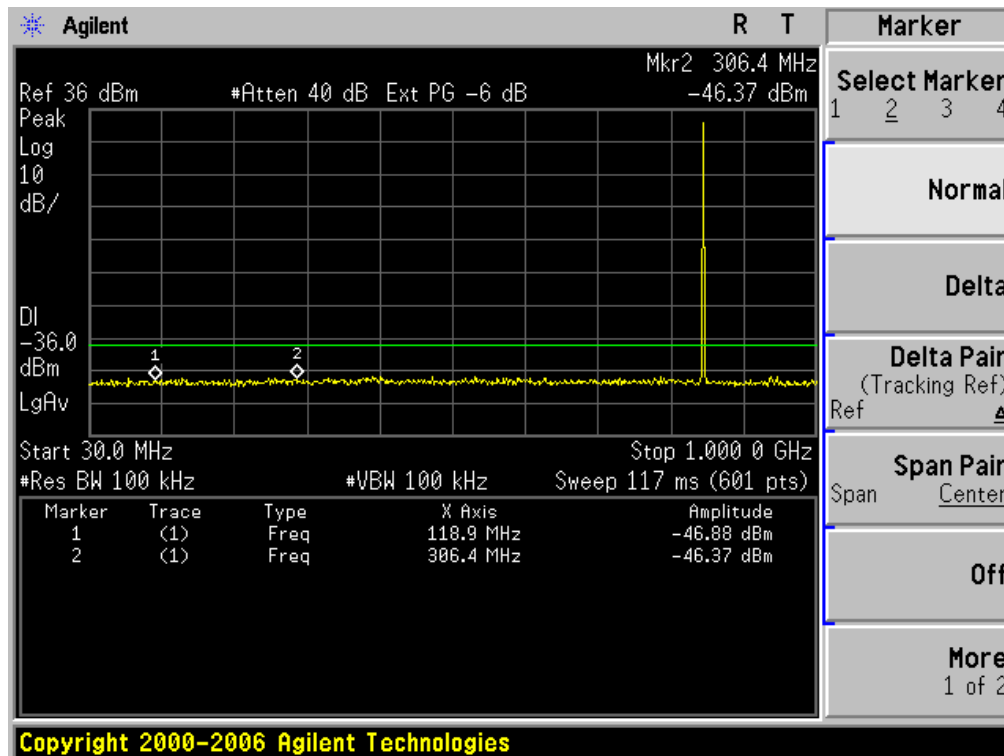 Agilent R T
Mkr2 306.4 MHz
Ref 36 dBm #Atten 40 dB Ext PG -6 dB -46.37 dBm
Peak
Log
10
dB/
DI
-36.0
dBm
LgAv
1
2
Start 30.0 MHz Stop 1.000 0 GHz
#Res BW 100 kHz #VBW 100 kHz Sweep 117 ms (601 pts)
Marker Trace Type X Axis Amplitude
1 (1) Freq 118.9 MHz -46.88 dBm
2 (1) Freq 306.4 MHz -46.37 dBm
Copyright 2000-2006 Agilent Technologies
Marker
Select Marker
1 2 3 4
Normal
Delta
Delta Pair
(Tracking Ref)
Ref Δ
Span Pair
Span Center
Off
More
1 of 2